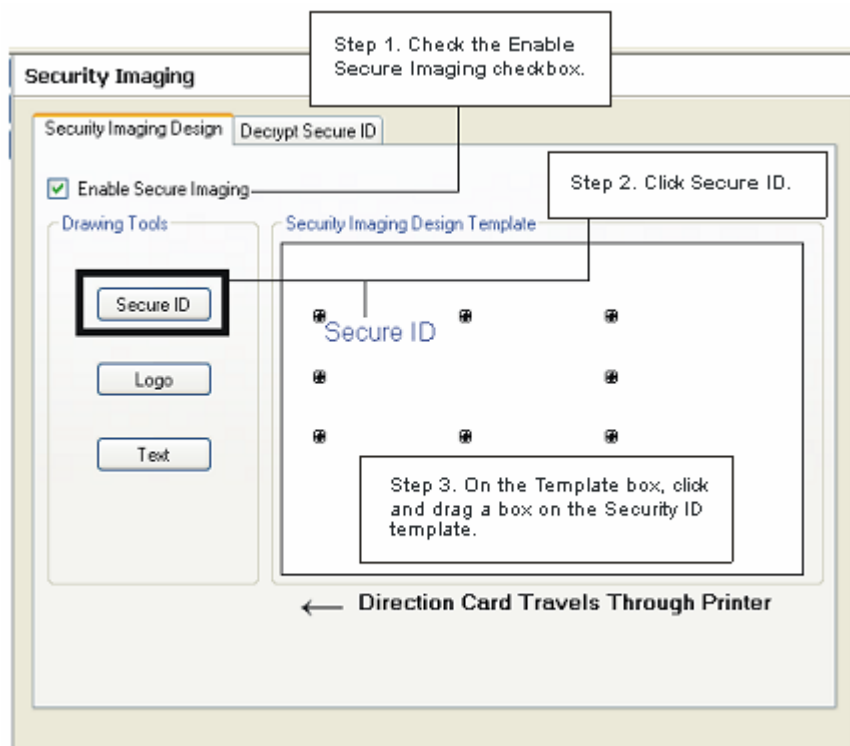 Step 1. Check the Enable
Secure Imaging checkbox.
Security Imaging
Security Imaging Design
Decrypt Secure ID
Enable Secure Imaging
Step 2. Click Secure ID.
Drawing Tools
Security Imaging Design Template
Secure ID
Secure ID
Logo
Text
Step 3. On the Template box, click
and drag a box on the Security ID
template.
← Direction Card Travels Through Printer